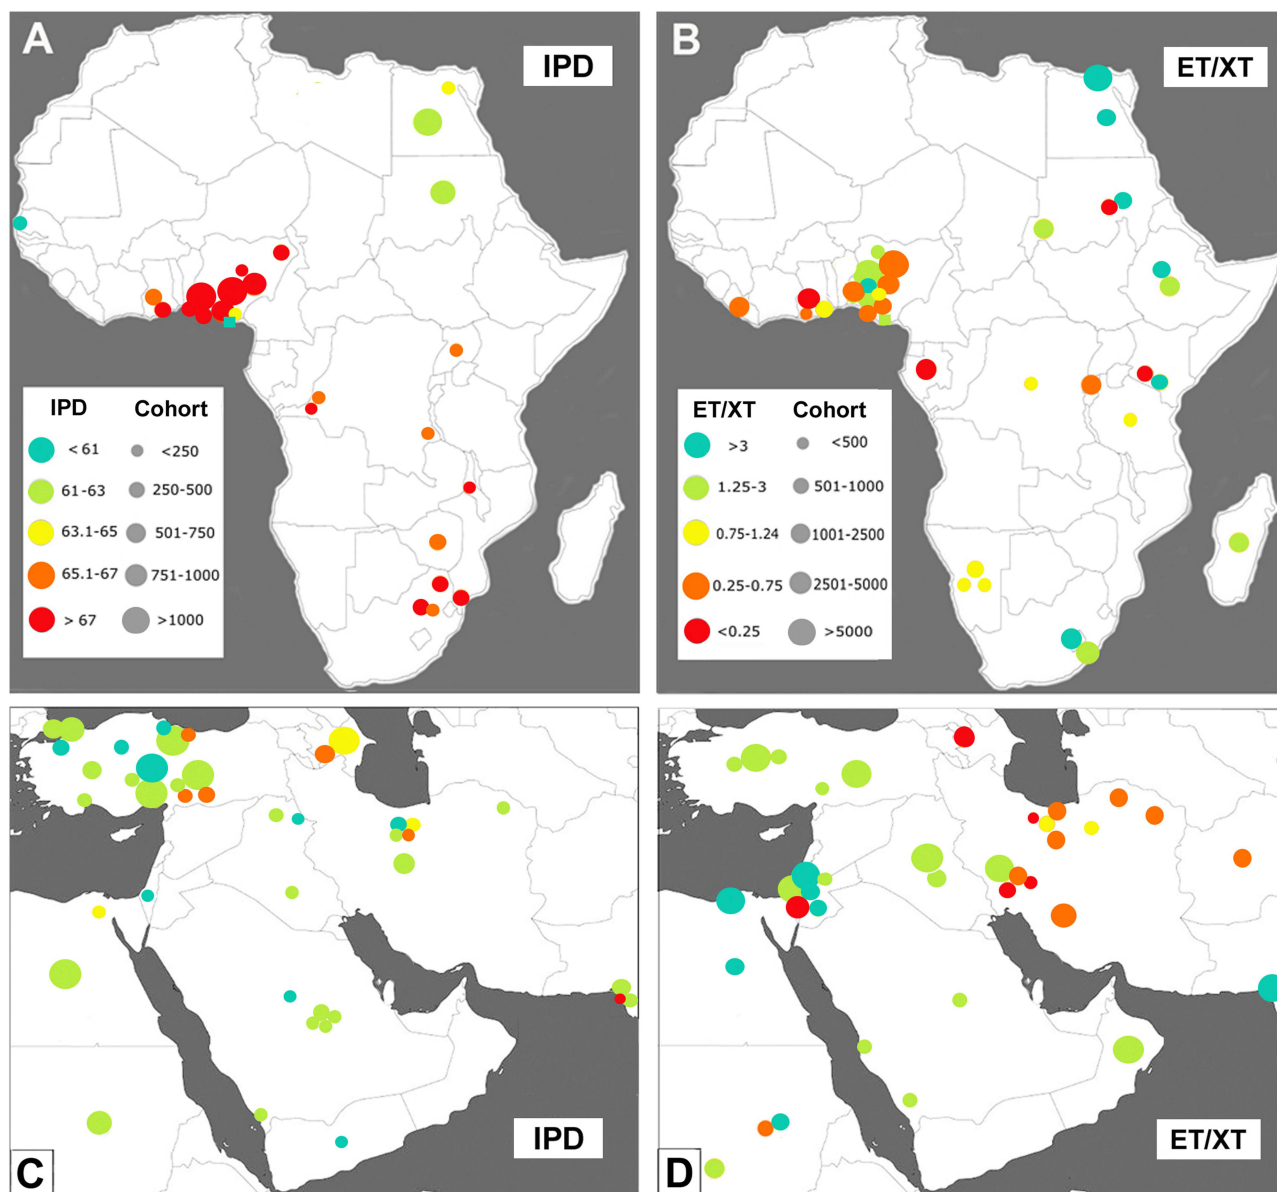 A
IPD
IPD Cohort
< 61 <250
61-63 250-500
63.1-65 501-750
65.1-67 751-1000
> 67 >1000
B
ET/XT
ET/XT Cohort
>3 <500
1.25-3 501-1000
0.75-1.24 1001-2500
0.25-0.75 2501-5000
<0.25 >5000
C
IPD
D
ET/XT